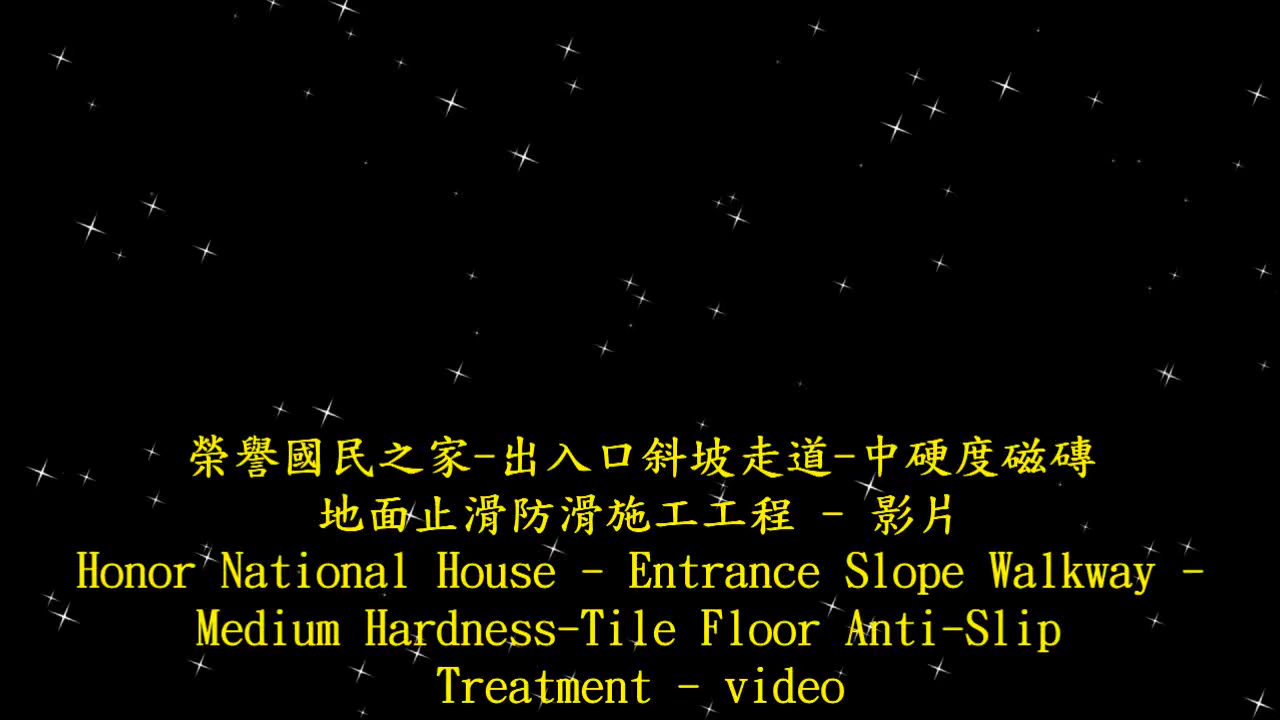 榮譽國民之家-出入口斜坡走道-中硬度磁磚
地面止滑防滑施工工程 - 影片
Honor National House - Entrance Slope Walkway -
Medium Hardness-Tile Floor Anti-Slip
Treatment - video